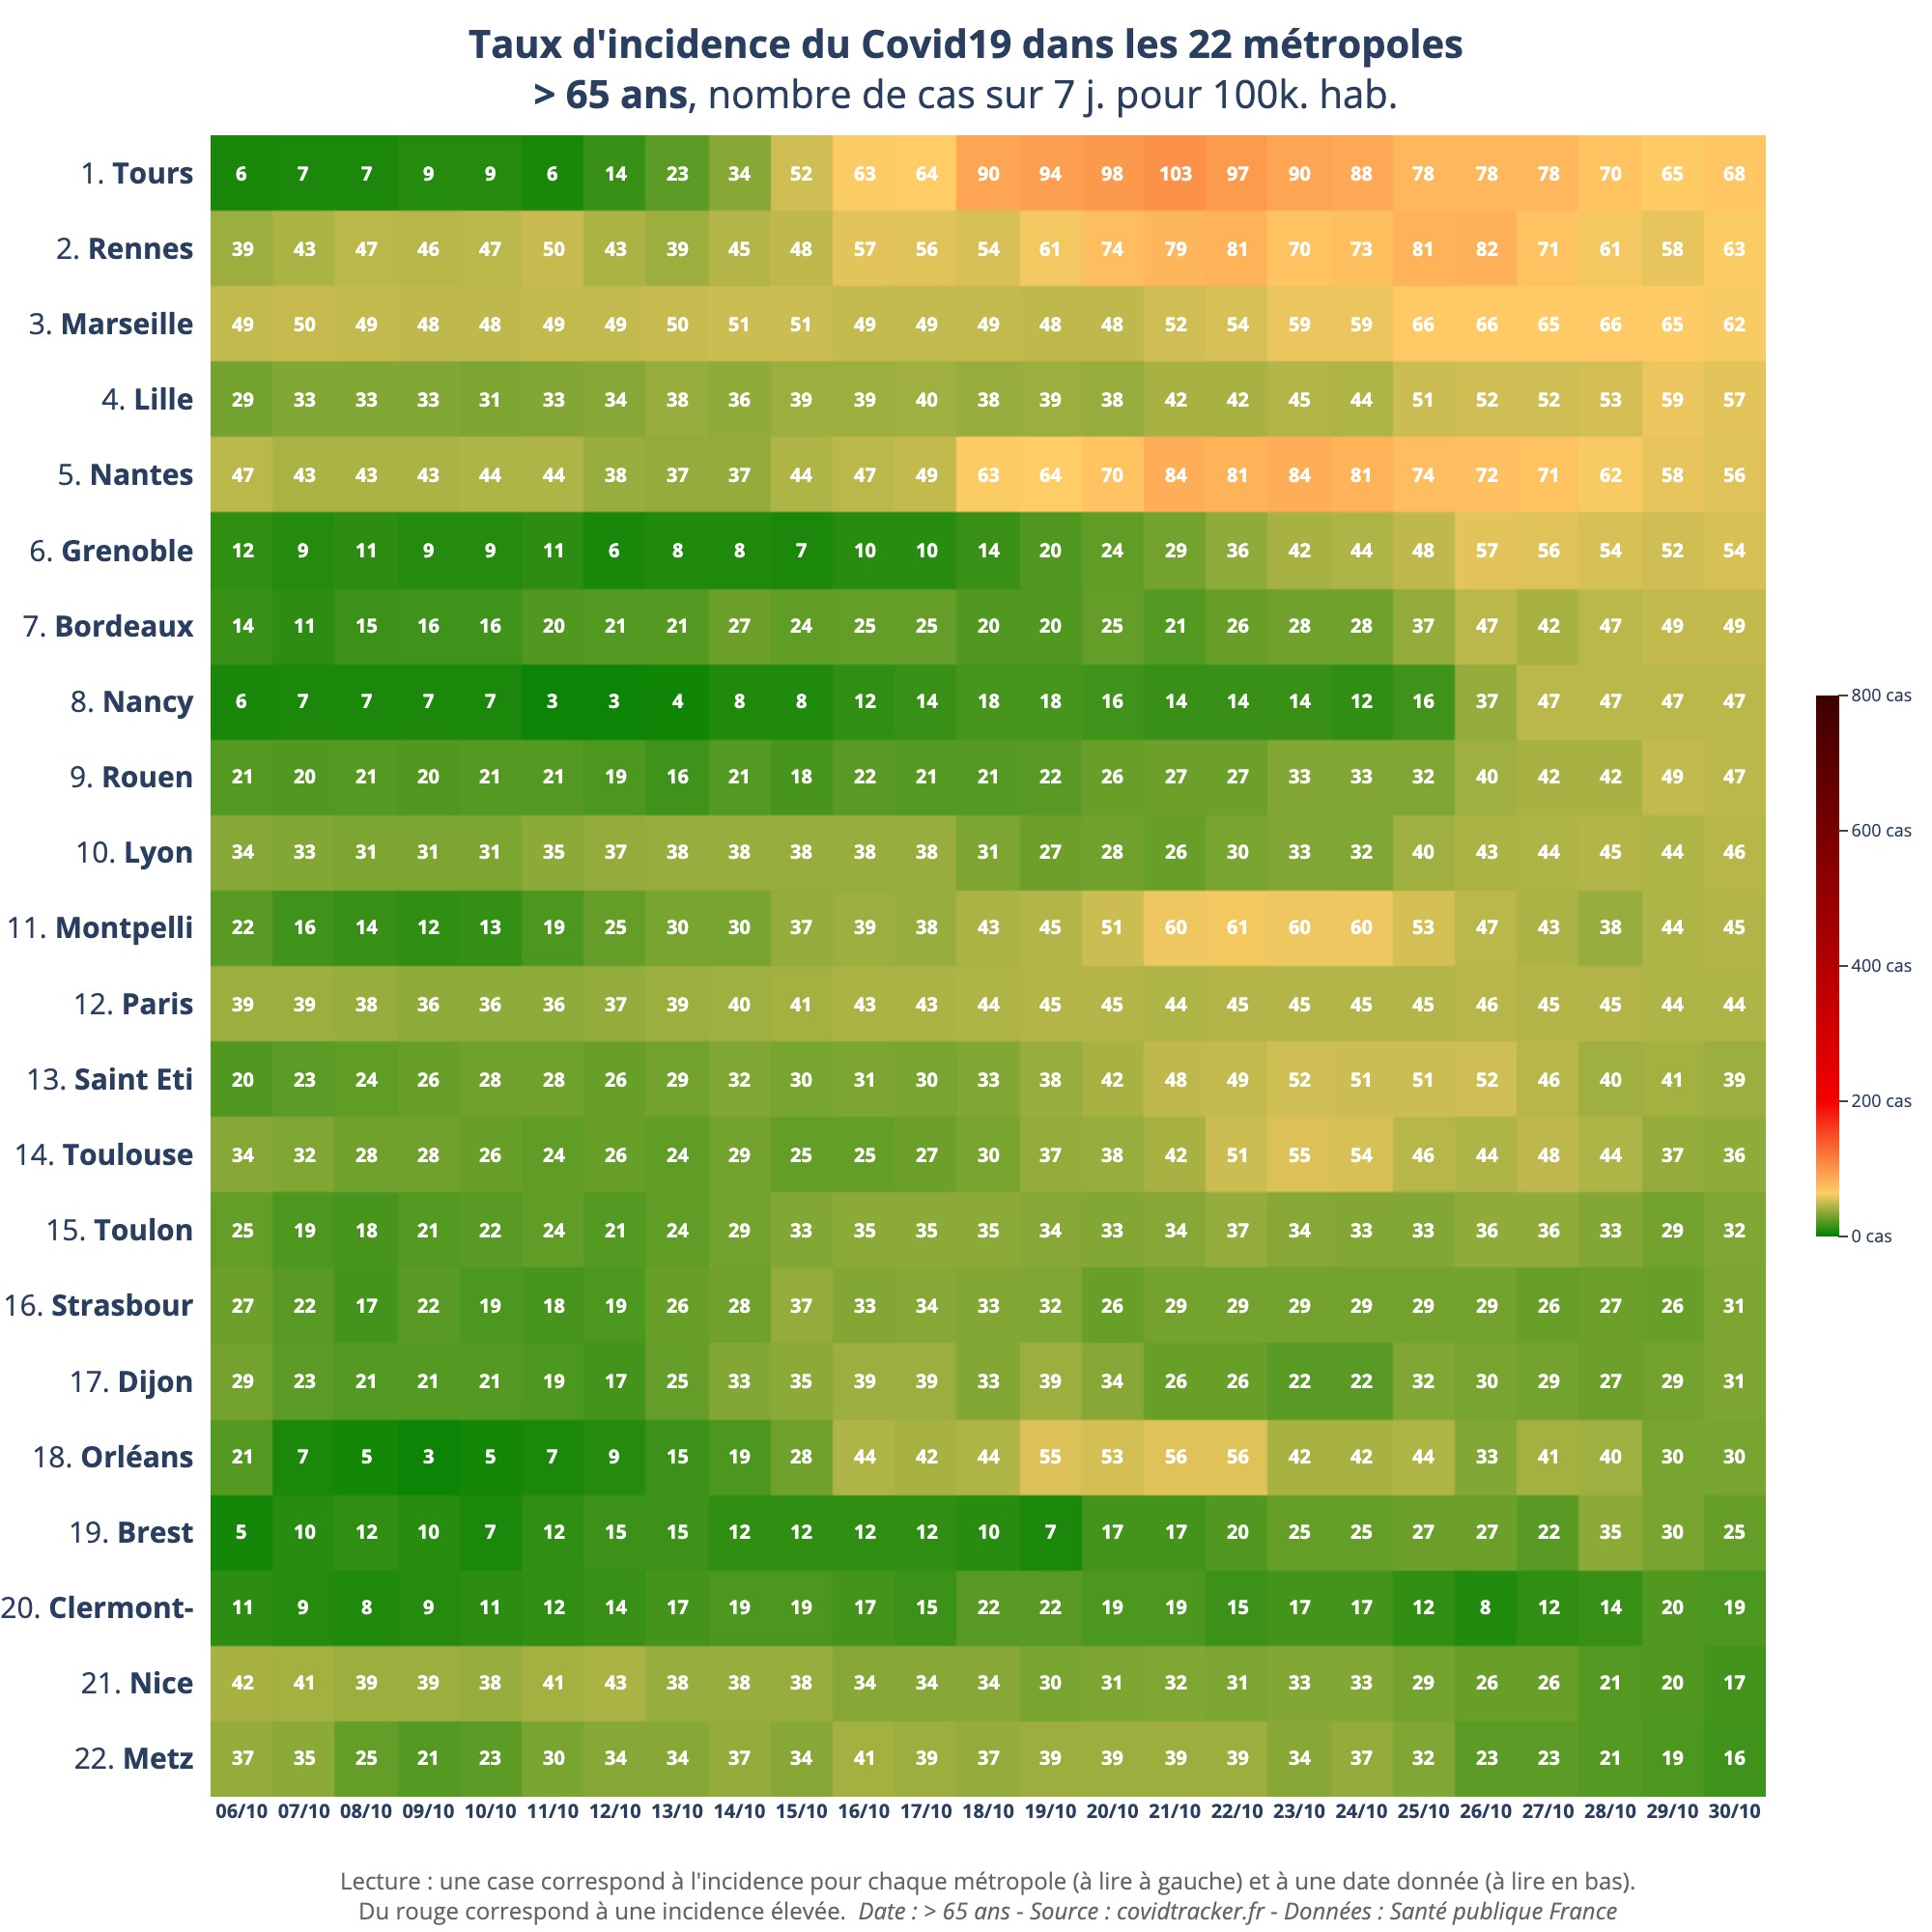 Taux d'incidence du Covid19 dans les 22 métropoles
> 65 ans, nombre de cas sur 7 j. pour 100k. hab.
1. Tours 6 7 7 9 9 6 14 23 34 52 63 64 90 94 98 103 97 90 88 78 78 78 70 65 68
2. Rennes 39 43 47 46 47 50 43 39 45 48 57 56 54 61 74 79 81 70 73 81 82 71 61 58 63
3. Marseille 49 50 49 48 48 49 49 50 51 51 49 49 49 48 48 52 54 59 59 66 66 65 66 65 62
4. Lille 29 33 33 33 31 33 34 38 36 39 39 40 38 39 38 42 42 45 44 51 52 52 53 59 57
5. Nantes 47 43 43 43 44 44 38 37 37 44 47 49 63 64 70 84 81 84 81 74 72 71 62 58 56
6. Grenoble 12 9 11 9 9 11 6 8 8 7 10 10 14 20 24 29 36 42 44 48 57 56 54 52 54
7. Bordeaux 14 11 15 16 16 20 21 21 27 24 25 25 20 20 25 21 26 28 28 37 47 42 47 49 49
8. Nancy 6 7 7 7 7 3 3 4 8 8 12 14 18 18 16 14 14 14 12 16 37 47 47 47 47
9. Rouen 21 20 21 20 21 21 19 16 21 18 22 21 21 22 26 27 27 33 33 32 40 42 42 49 47
10. Lyon 34 33 31 31 31 35 37 38 38 38 38 38 31 27 28 26 30 33 32 40 43 44 45 44 46
11. Montpelli 22 16 14 12 13 19 25 30 30 37 39 38 43 45 51 60 61 60 60 53 47 43 38 44 45
12. Paris 39 39 38 36 36 36 37 39 40 41 43 43 44 45 45 44 45 45 45 45 46 45 45 44 44
13. Saint Eti 20 23 24 26 28 28 26 29 32 30 31 30 33 38 42 48 49 52 51 51 52 46 40 41 39
14. Toulouse 34 32 28 28 26 24 26 24 29 25 25 27 30 37 38 42 51 55 54 46 44 48 44 37 36
15. Toulon 25 19 18 21 22 24 21 24 29 33 35 35 35 34 33 34 37 34 33 33 36 36 33 29 32
16. Strasbour 27 22 17 22 19 18 19 26 28 37 33 34 33 32 26 29 29 29 29 29 29 26 27 26 31
17. Dijon 29 23 21 21 21 19 17 25 33 35 39 39 33 39 34 26 26 22 22 32 30 29 27 29 31
18. Orléans 21 7 5 3 5 7 9 15 19 28 44 42 44 55 53 56 56 42 42 44 33 41 40 30 30
19. Brest 5 10 12 10 7 12 15 15 12 12 12 12 10 7 17 17 20 25 25 27 27 22 35 30 25
20. Clermont- 11 9 8 9 11 12 14 17 19 19 17 15 22 22 19 19 15 17 17 12 8 12 14 20 19
21. Nice 42 41 39 39 38 41 43 38 38 38 34 34 34 30 31 32 31 33 33 29 26 26 21 20 17
22. Metz 37 35 25 21 23 30 34 34 37 34 41 39 37 39 39 39 39 34 37 32 23 23 21 19 16
06/10 07/10 08/10 09/10 10/10 11/10 12/10 13/10 14/10 15/10 16/10 17/10 18/10 19/10 20/10 21/10 22/10 23/10 24/10 25/10 26/10 27/10 28/10 29/10 30/10
800 cas
600 cas
400 cas
200 cas
0 cas
Lecture : une case correspond à l'incidence pour chaque métropole (à lire à gauche) et à une date donnée (à lire en bas).
Du rouge correspond à une incidence élevée. Date : > 65 ans - Source : covidtracker.fr - Données : Santé publique France